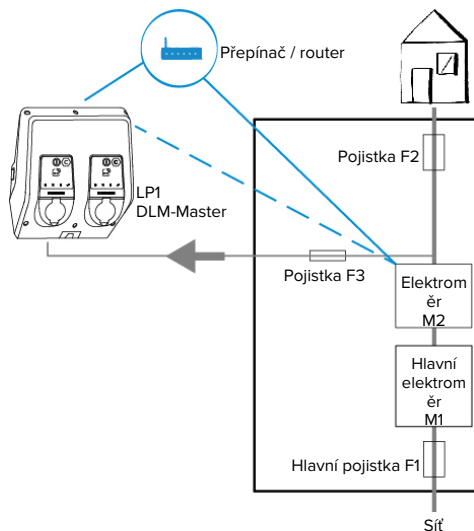 Přepínač / router
Pojistka F2
LP1
DLM-Master
Pojistka F3
Elektrom
ěr
M2
Hlavní
elektrom
ěr
M1
Hlavní pojistka F1
Síť